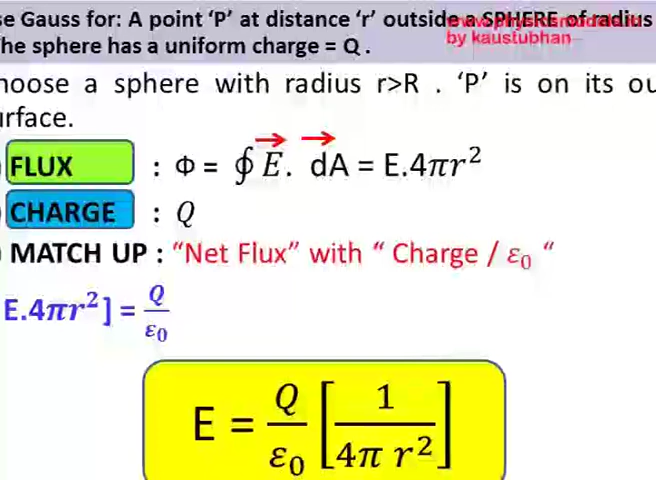 se Gauss for: A point ‘P’ at distance ‘r’ outside a SPHERE of radius
by kaustubhan
he sphere has a uniform charge = Q .
hoose a sphere with radius r>R . ‘P’ is on its ou
urface.
FLUX : Φ = ∮ E⃗. dA⃗ = E.4πr²
CHARGE : Q
) MATCH UP : “Net Flux” with “ Charge / ε₀ “
E.4πr²] = Q/ε₀
E = Q/ε₀ [1/4π r²]